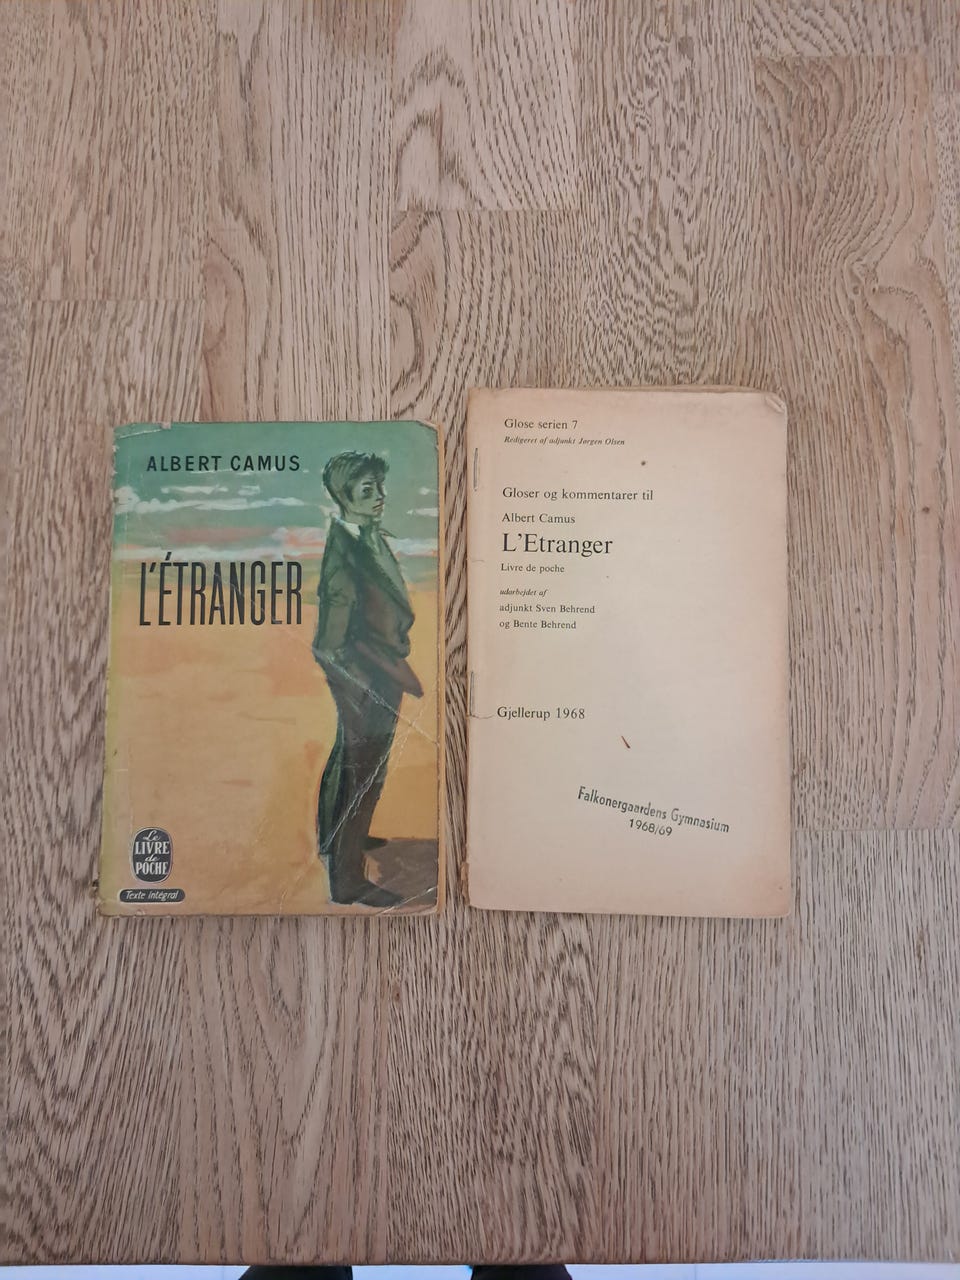 ALBERT CAMUS
L'ÉTRANGER
Le
LIVRE
de
POCHE
Texte intégral
Glose serien 7
Redigeret af adjunkt Jørgen Olsen
Gloser og kommentarer til
Albert Camus
L'Etranger
Livre de poche
udarbejdet af
adjunkt Sven Behrend
og Bente Behrend
Gjellerup 1968
Falkonergaardens Gymnasium
1968/69